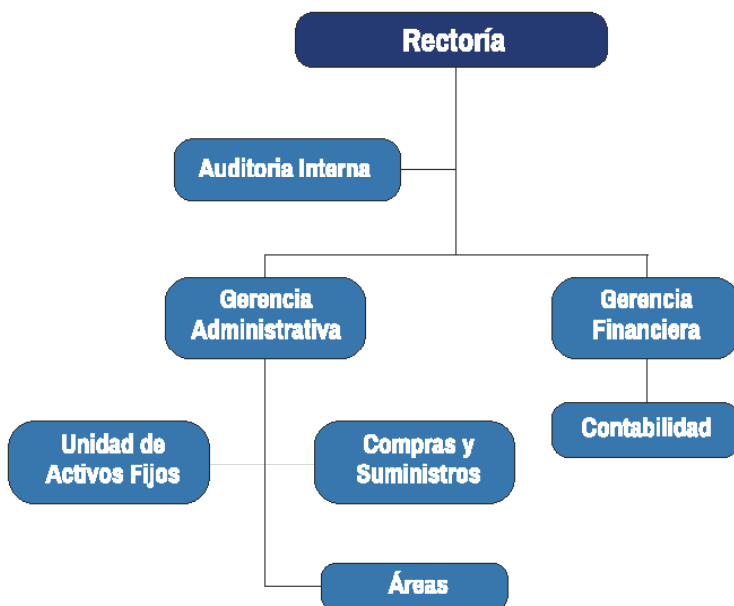 Rectoría
Auditoria Interna
Gerencia
Administrativa
Gerencia
Financiera
Contabilidad
Unidad de
Activos Fijos
Compras y
Suministros
Áreas